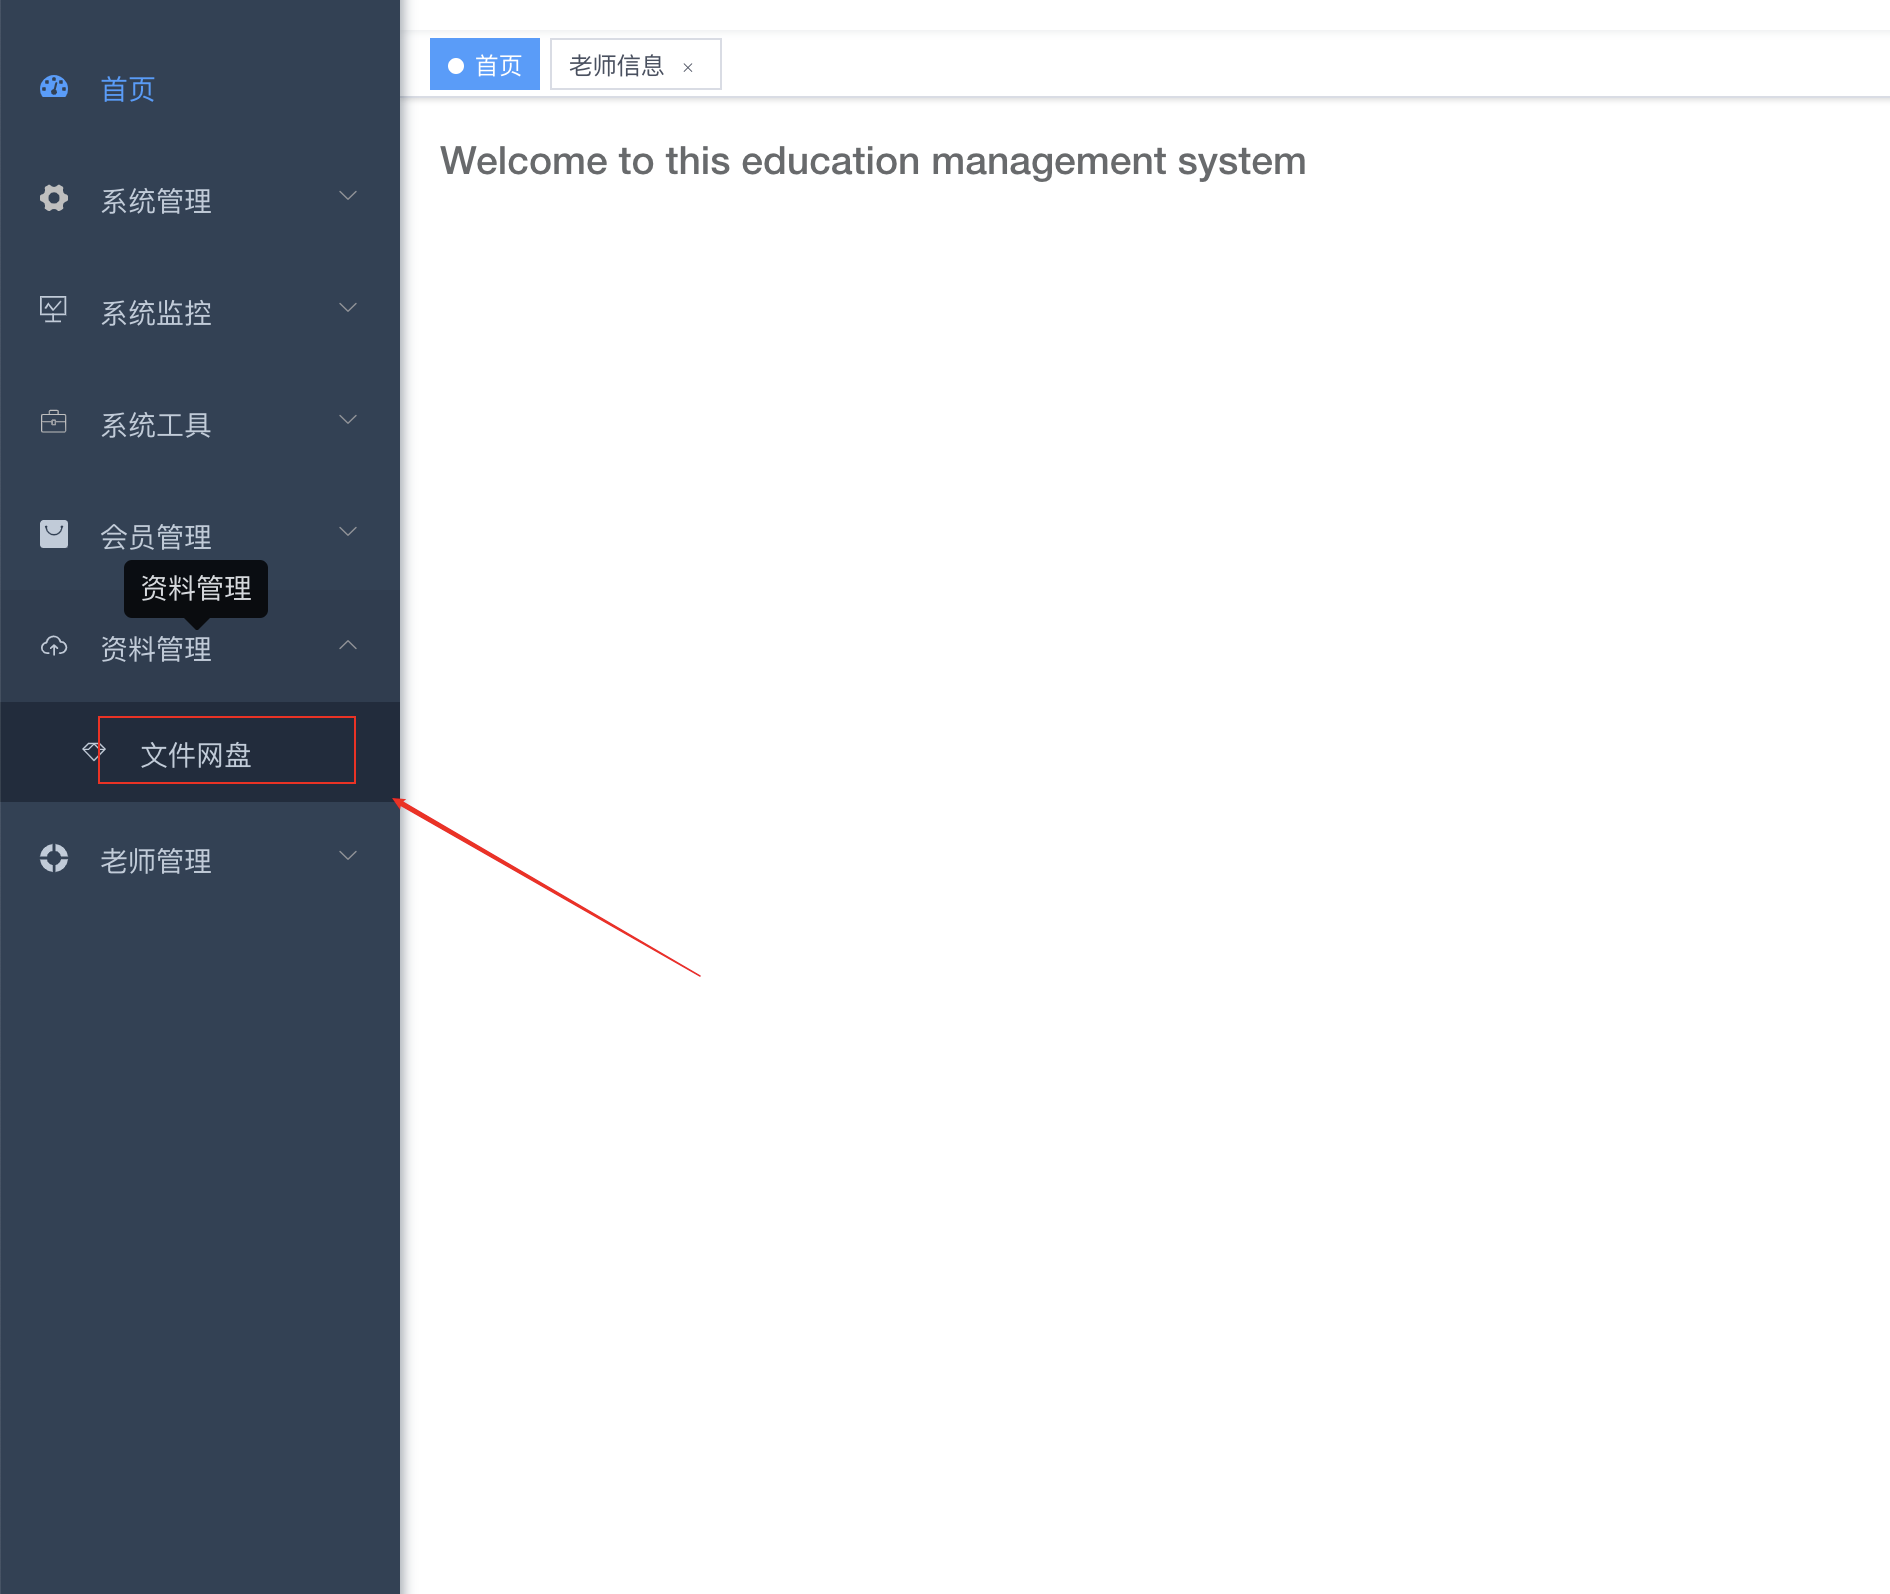 首页
系统管理
系统监控
系统工具
会员管理
资料管理
资料管理
文件网盘
老师管理
首页 老师信息 ×
Welcome to this education management system